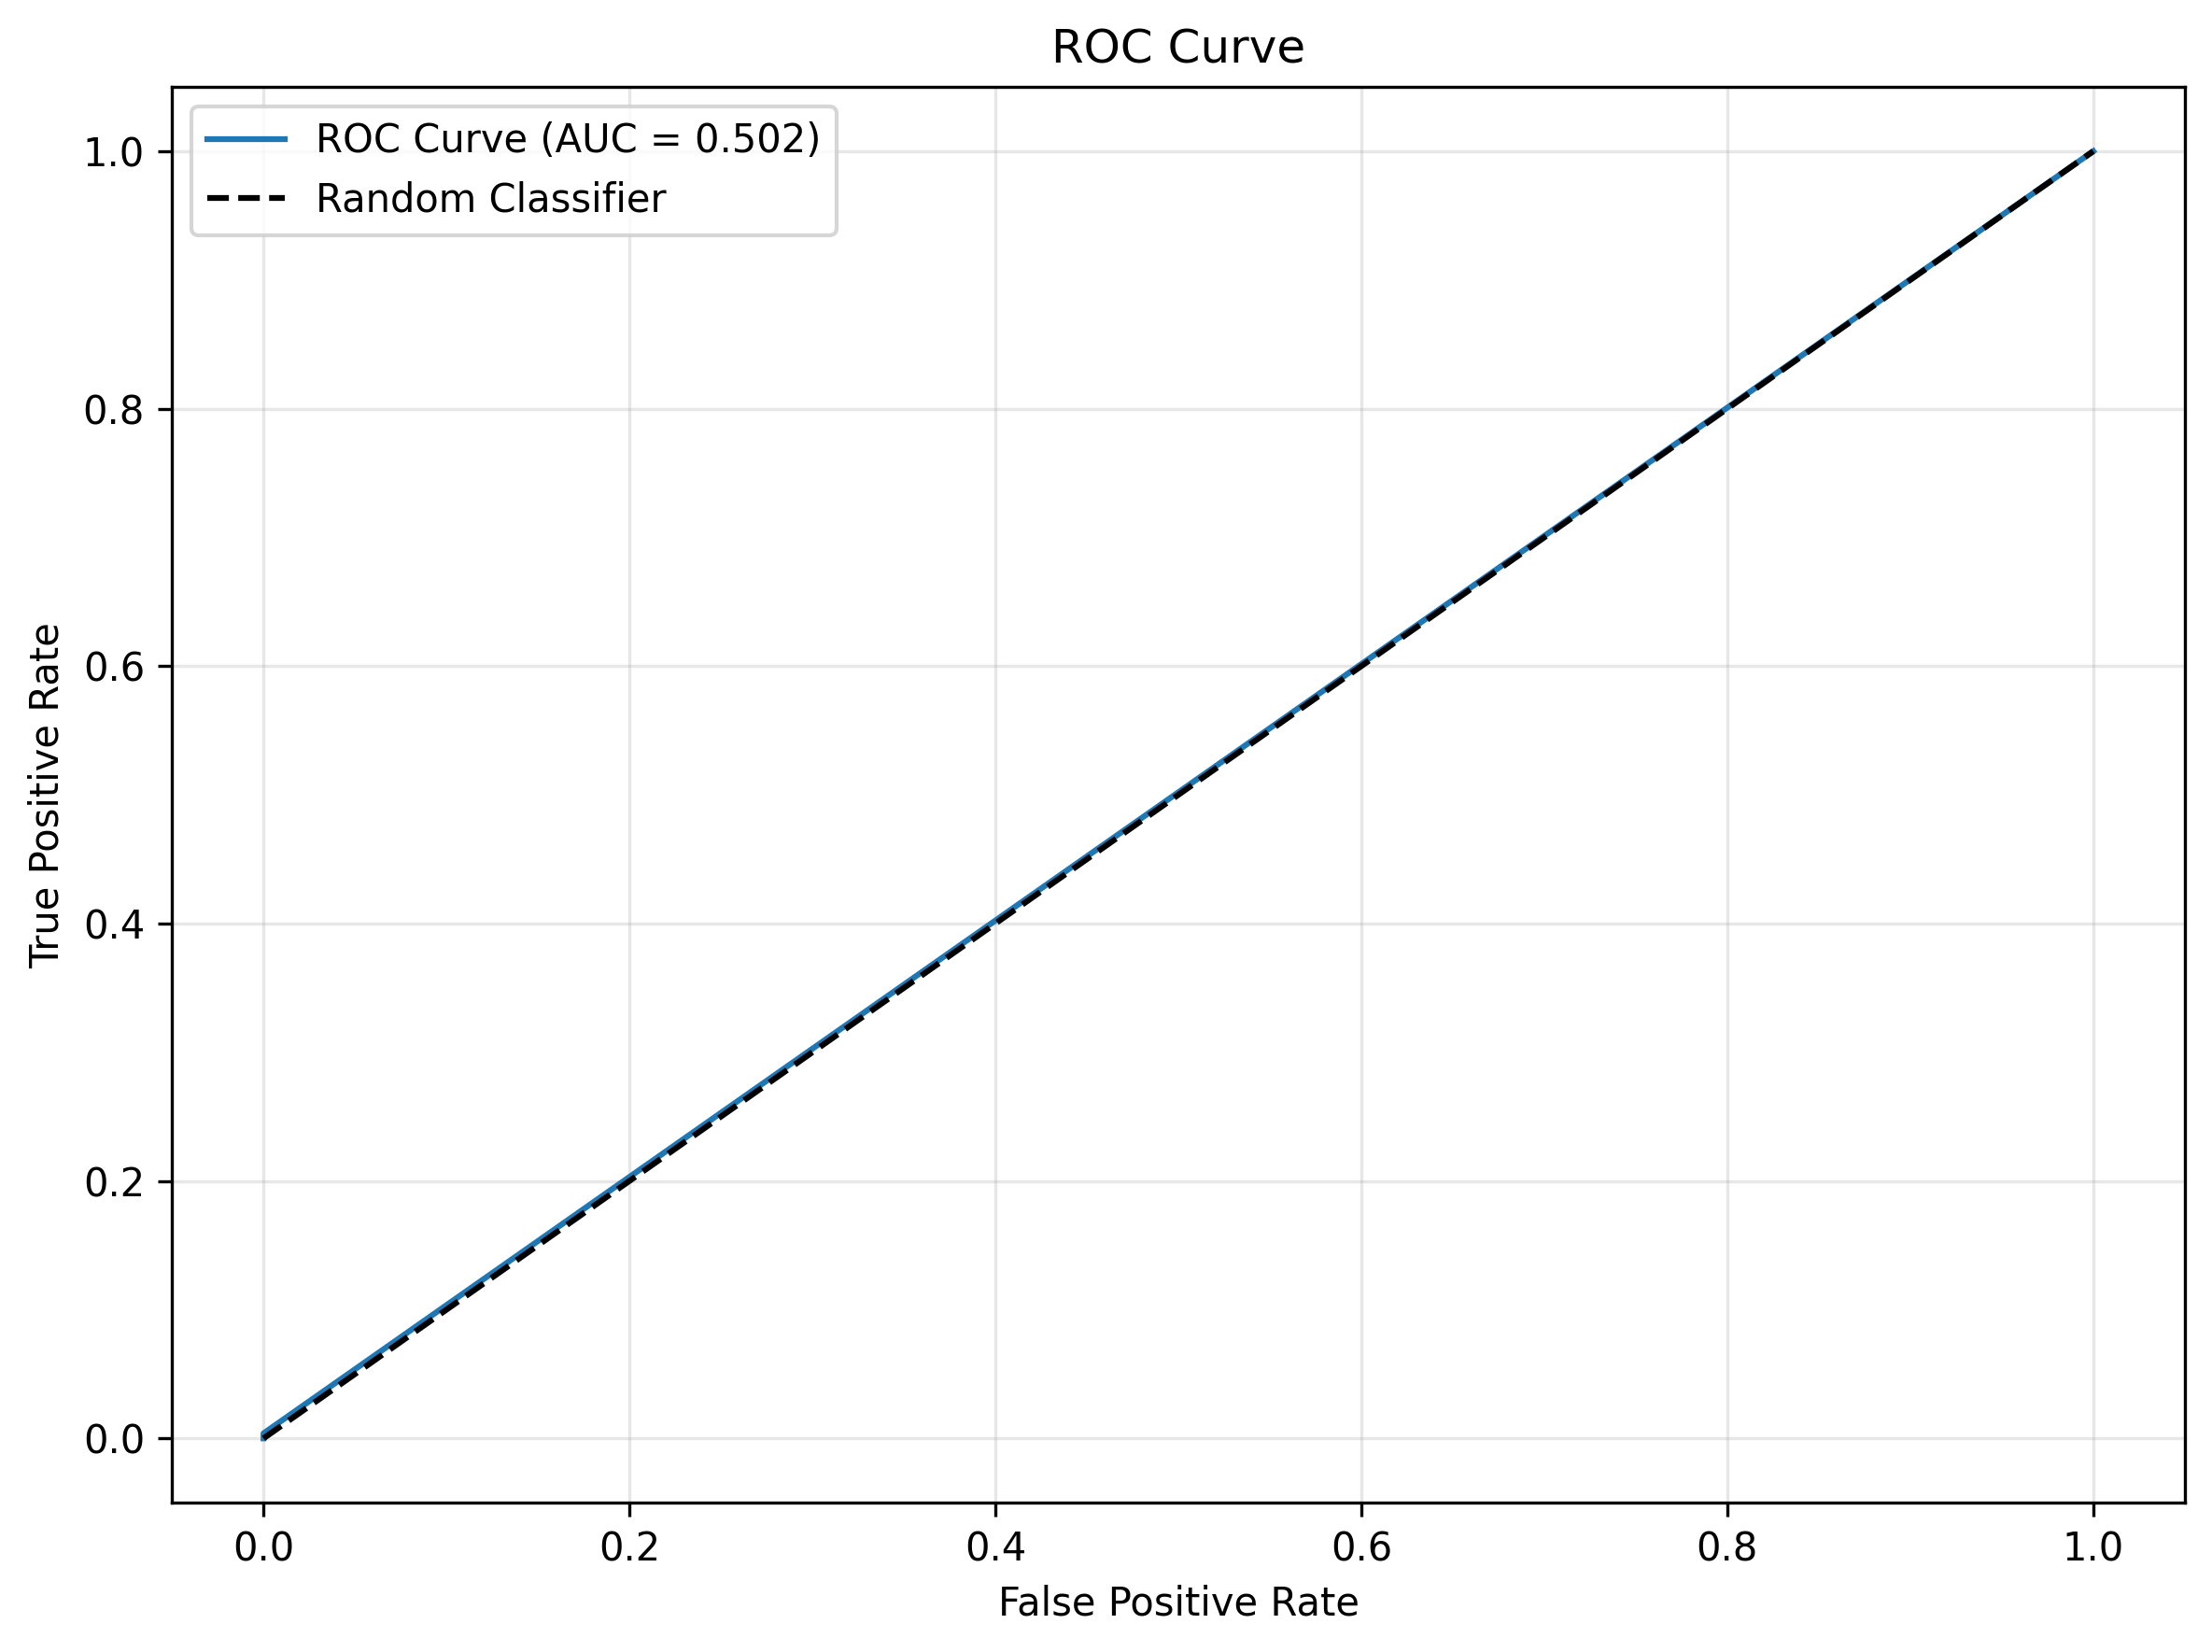 ROC Curve
ROC Curve (AUC = 0.502)
Random Classifier
True Positive Rate
1.0
0.8
0.6
0.4
0.2
0.0
0.0 0.2 0.4 0.6 0.8 1.0
False Positive Rate